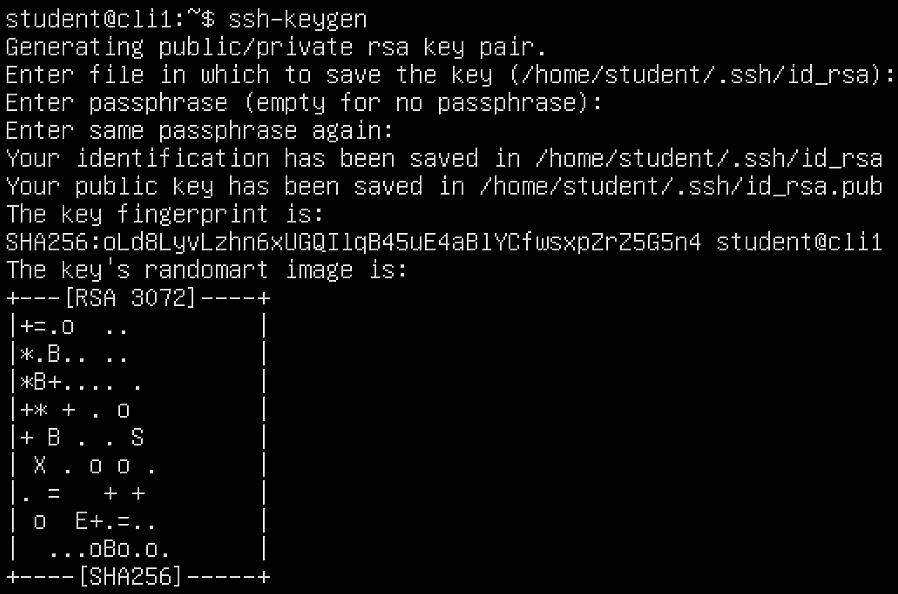 student@cli1:~$ ssh-keygen
Generating public/private rsa key pair.
Enter file in which to save the key (/home/student/.ssh/id_rsa):
Enter passphrase (empty for no passphrase):
Enter same passphrase again:
Your identification has been saved in /home/student/.ssh/id_rsa
Your public key has been saved in /home/student/.ssh/id_rsa.pub
The key fingerprint is:
SHA256:oLd8LyvLzhn6xUGQIlqB45uE4aBlYCfwsxpZrZ5G5n4 student@cli1
The key's randomart image is:
+---[RSA 3072]----+
|+=.o  ..         |
|*.B.. ..         |
|*B+.... .        |
|+* + . o         |
|+ B . . S        |
| X . o o .       |
|. =   + +        |
| o  E+.=..       |
|  ...oBo.o.      |
+----[SHA256]-----+